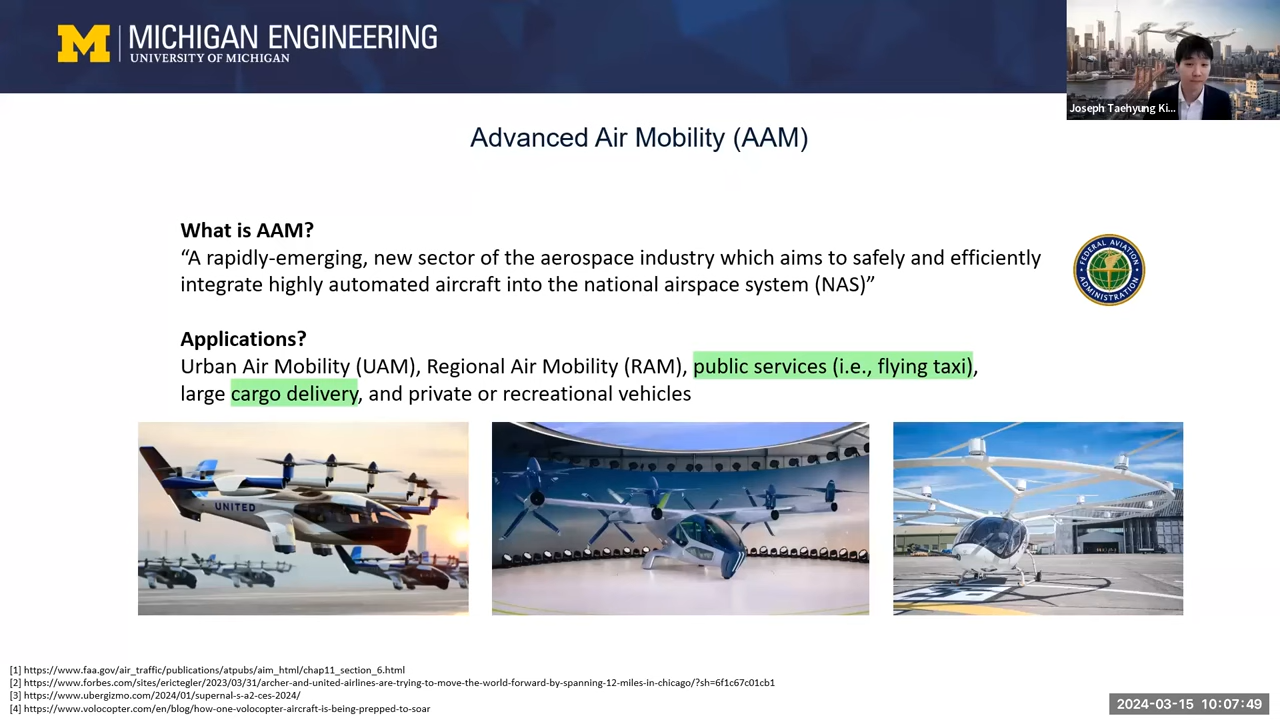 M MICHIGAN ENGINEERING
UNIVERSITY OF MICHIGAN
Joseph Taehyung Ki...
Advanced Air Mobility (AAM)
What is AAM?
“A rapidly-emerging, new sector of the aerospace industry which aims to safely and efficiently
integrate highly automated aircraft into the national airspace system (NAS)”
FEDERAL AVIATION
ADMINISTRATION
Applications?
Urban Air Mobility (UAM), Regional Air Mobility (RAM), public services (i.e., flying taxi),
large cargo delivery, and private or recreational vehicles
UNITED
[1] https://www.faa.gov/air_traffic/publications/atpubs/aim_html/chap11_section_6.html
[2] https://www.forbes.com/sites/erictegler/2023/03/31/archer-and-united-airlines-are-trying-to-move-the-world-forward-by-spanning-12-miles-in-chicago/?sh=6f1c67c01cb1
[3] https://www.ubergizmo.com/2024/01/supernal-s-a2-ces-2024/
[4] https://www.volocopter.com/en/blog/how-one-volocopter-aircraft-is-being-prepped-to-soar
2024-03-15 10:07:49